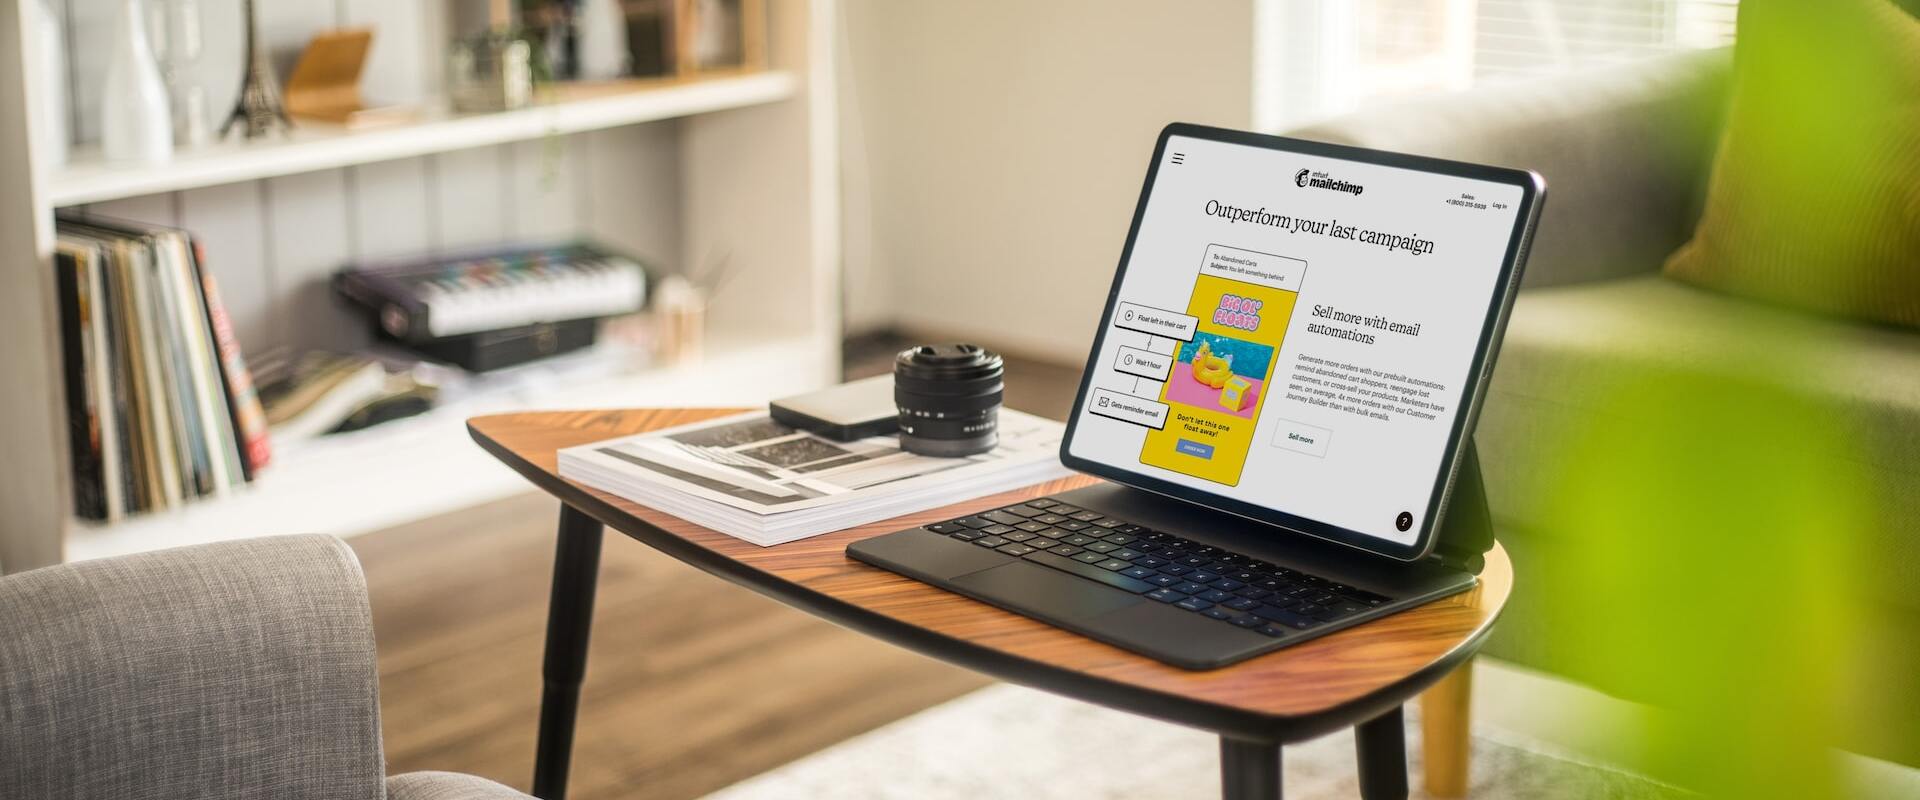 intuit
mailchimp
Sales:
+1 (800) 315-5939
Log In
Outperform your last campaign
To: Abandoned Carts
Subject: You left something behind
BIG OL'
FLOATS
Float left in their cart
Wait 1 hour
Gets reminder email
Don't let this one
float away!
ORDER NOW
Sell more with email
automations
Generate more orders with our prebuilt automations:
remind abandoned cart shoppers, reengage lost
customers, or cross-sell your products. Marketers have
seen, on average, 4x more orders with our Customer
Journey Builder than with bulk emails.
Sell more
?